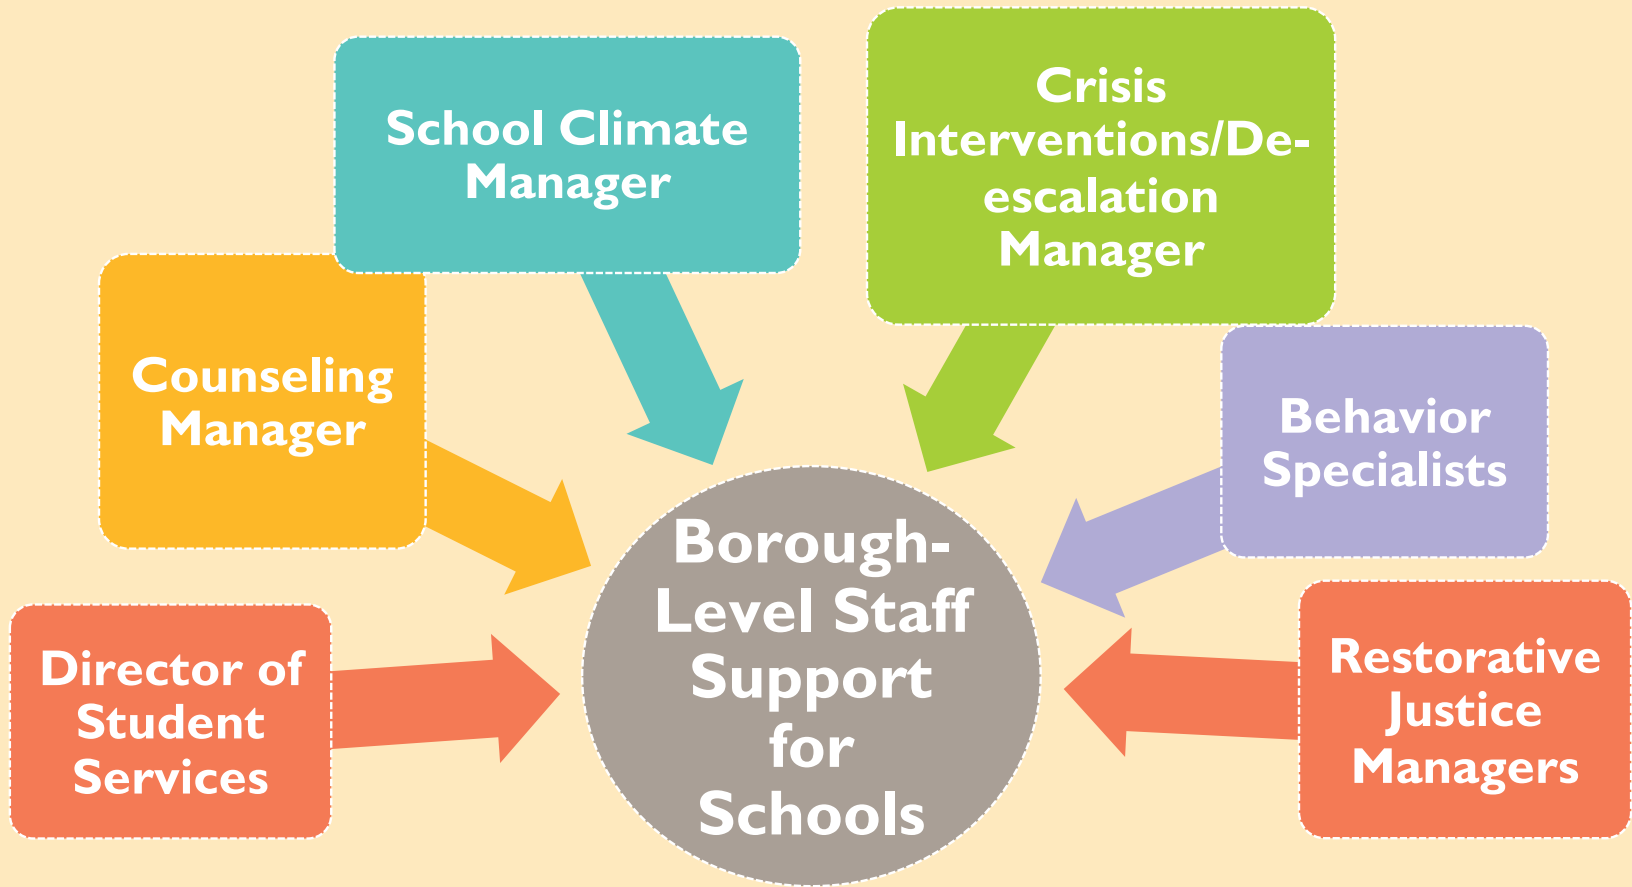 School Climate
Manager
Crisis
Interventions/De-
escalation
Manager
Counseling
Manager
Behavior
Specialists
Director of
Student
Services
Borough-
Level Staff
Support
for
Schools
Restorative
Justice
Managers